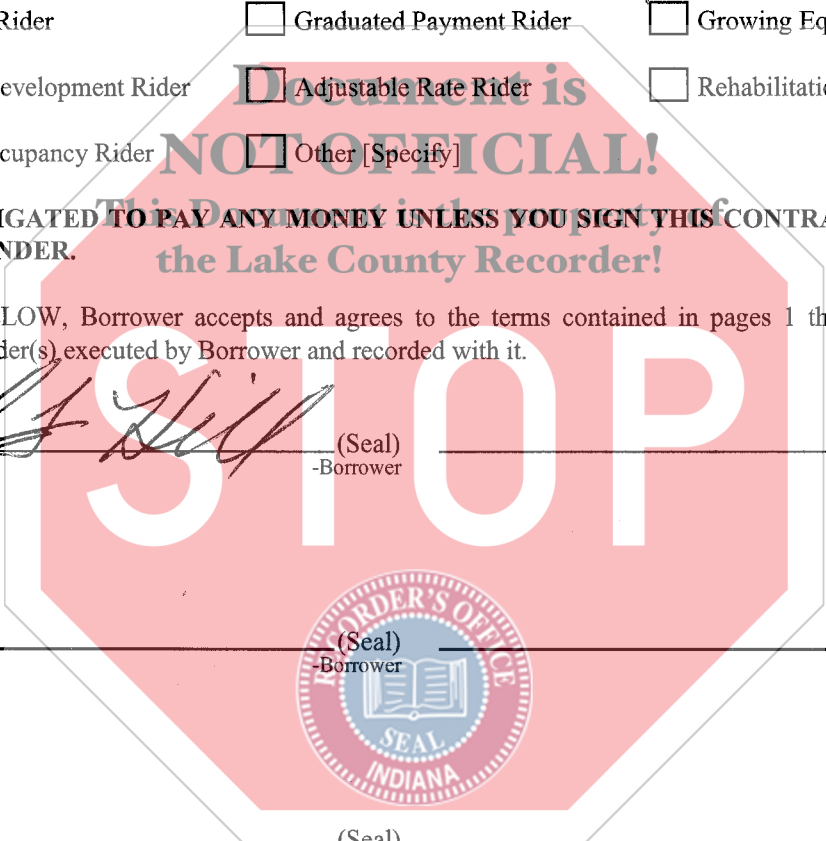 Rider Graduated Payment Rider Growing Eq
evelopment Rider Adjustable Rate Rider Rehabilitati
Document is
cupancy Rider Other [Specify]
NOT OFFICIAL!
IGATED TO PAY ANY MONEY UNLESS YOU SIGN THIS CONTRA
This Document is the property of
NDER.
the Lake County Recorder!
LOW, Borrower accepts and agrees to the terms contained in pages 1 th
der(s) executed by Borrower and recorded with it.
STOP
Hill (Seal)
-Borrower
(Seal)
-Borrower
RECORDER'S OFFICE
SEAL
INDIANA
(Seal)